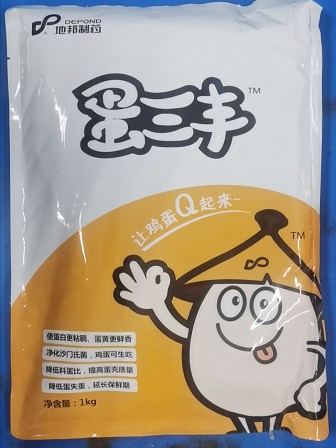 DEPOND
地邦制药
蛋三丰™
让鸡蛋Q起来~
TM
使蛋白更粘稠、蛋黄更鲜香
净化沙门氏菌，鸡蛋可生吃
降低料蛋比，提高蛋壳质量
降低蛋失重，延长保鲜期
净含量：1kg